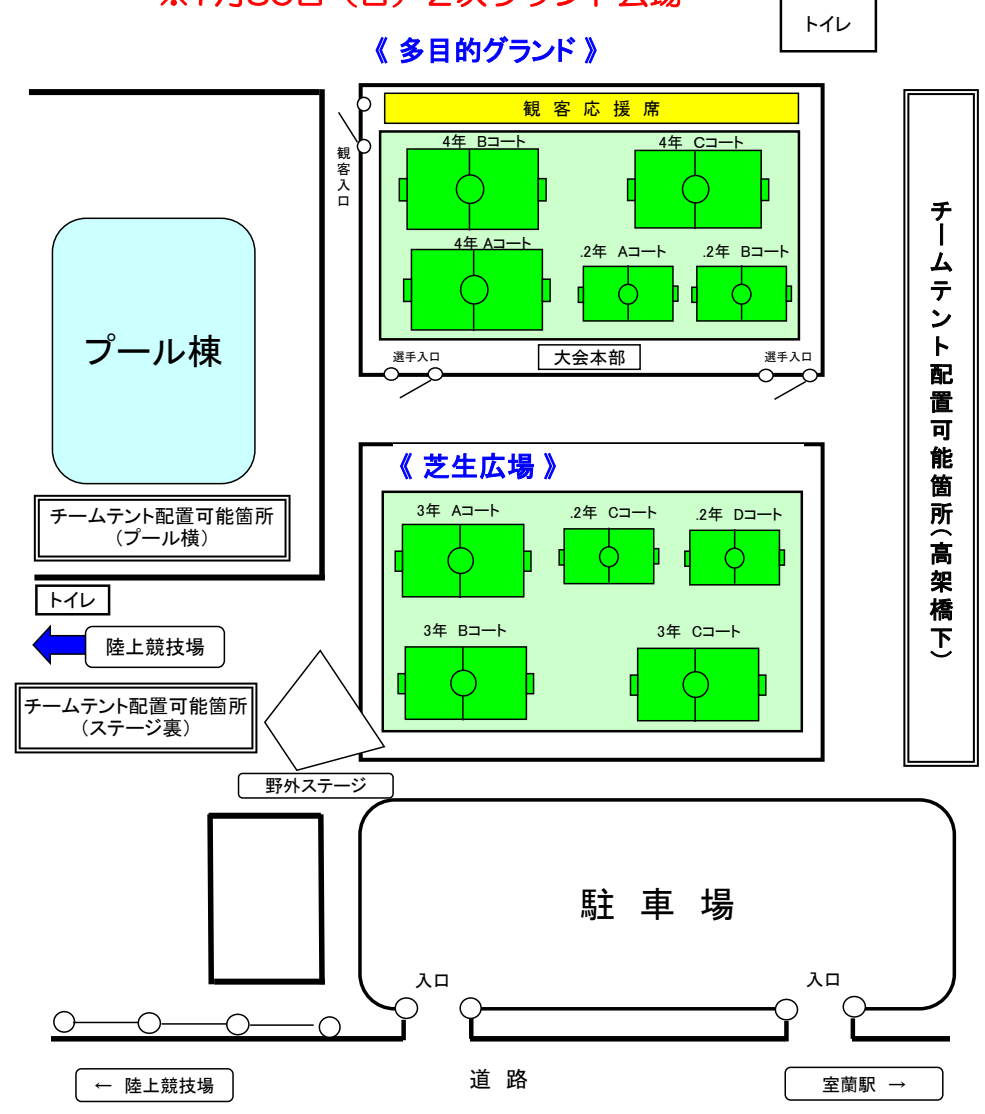 トイレ
《 多目的グランド 》
観 客 応 援 席
4年 Bコート
4年 Cコート
観客入口
4年 Aコート
.2年 Aコート
.2年 Bコート
選手入口
大会本部
選手入口
プール棟
チームテント配置可能箇所（高架橋下）
《 芝生広場 》
3年 Aコート
.2年 Cコート
.2年 Dコート
3年 Bコート
3年 Cコート
チームテント配置可能箇所
（プール横）
トイレ
陸上競技場
チームテント配置可能箇所
（ステージ裏）
野外ステージ
駐 車 場
入口
入口
← 陸上競技場
道 路
室蘭駅 →